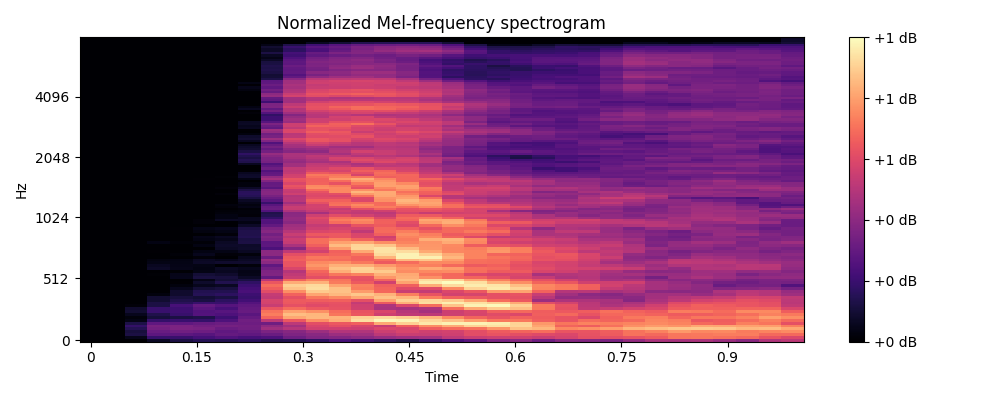 Normalized Mel-frequency spectrogram
+1 dB
4096
+1 dB
2048
+1 dB
Hz
1024
+0 dB
512
+0 dB
0
+0 dB
0 0.15 0.3 0.45 0.6 0.75 0.9
Time